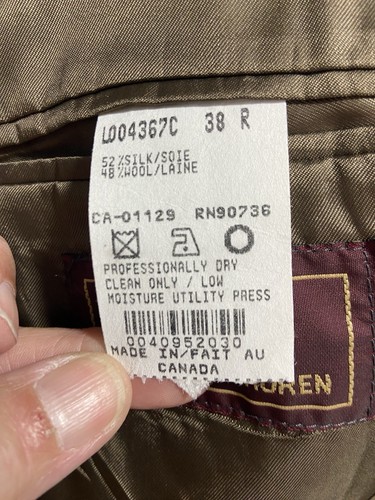 L004367C 38 R
52%SILK/SOIE
48%WOOL/LAINE
CA-01129 RN90736
PROFESSIONALLY DRY
CLEAN ONLY / LOW
MOISTURE UTILITY PRESS
0040952030
MADE IN/FAIT AU
CANADA